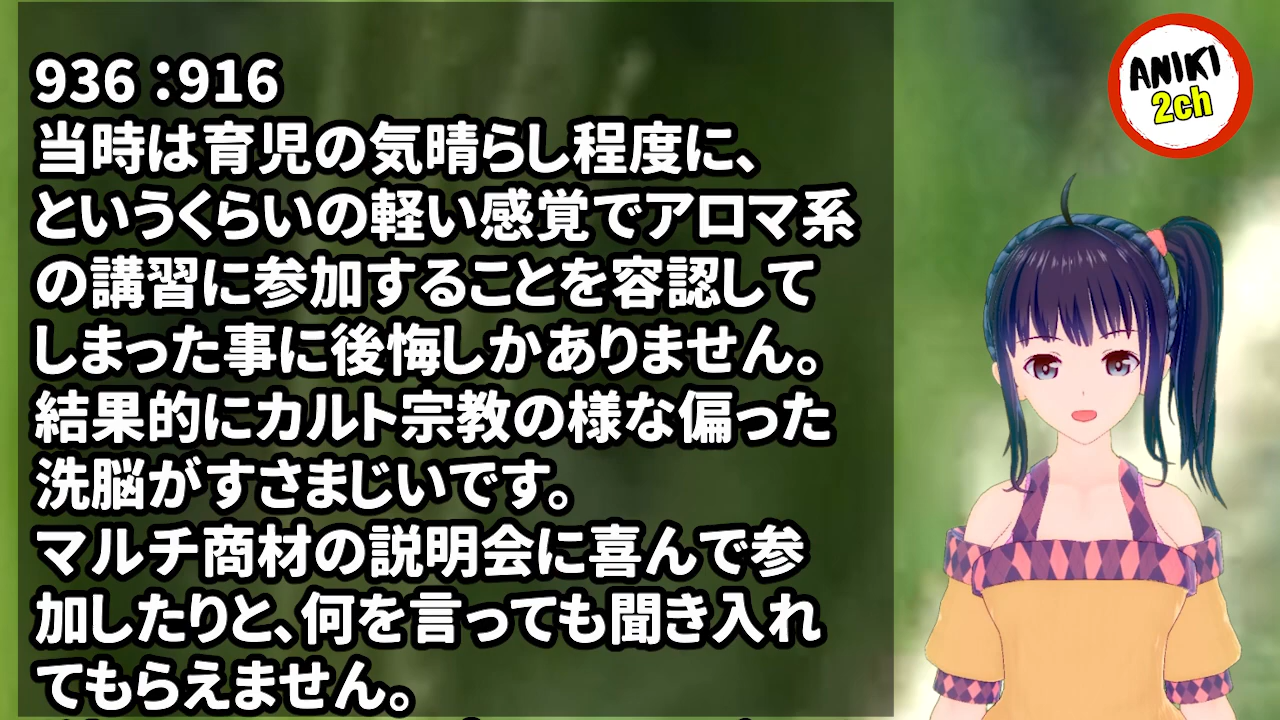 936：916
当時は育児の気晴らし程度に、
というくらいの軽い感覚でアロマ系
の講習に参加することを容認して
しまった事に後悔しかありません。
結果的にカルト宗教の様な偏った
洗脳がすさまじいです。
マルチ商材の説明会に喜んで参
加したりと、何を言っても聞き入れ
てもらえません。
ANIKI
2ch